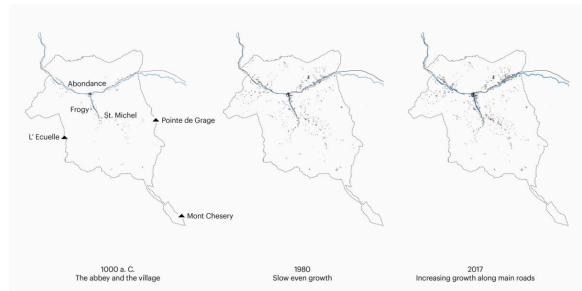 Abondance
Frogy
St. Michel
Pointe de Grage
L' Ecuelle
Mont Chesery
1000 a. C.
The abbey and the village
1980
Slow even growth
2017
Increasing growth along main roads